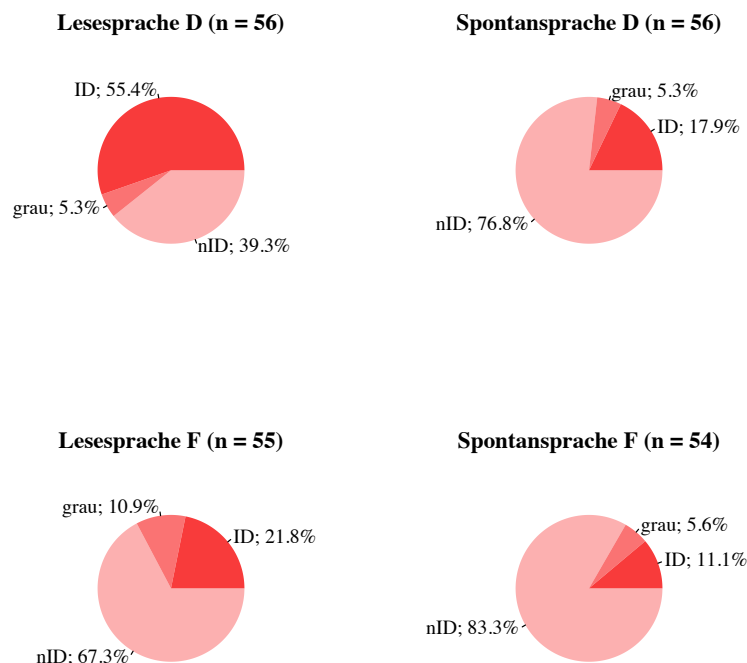 Lesesprache D (n = 56)
ID; 55.4%
grau; 5.3%
nID; 39.3%
Spontansprache D (n = 56)
grau; 5.3%
ID; 17.9%
nID; 76.8%
Lesesprache F (n = 55)
grau; 10.9%
ID; 21.8%
nID; 67.3%
Spontansprache F (n = 54)
grau; 5.6%
ID; 11.1%
nID; 83.3%